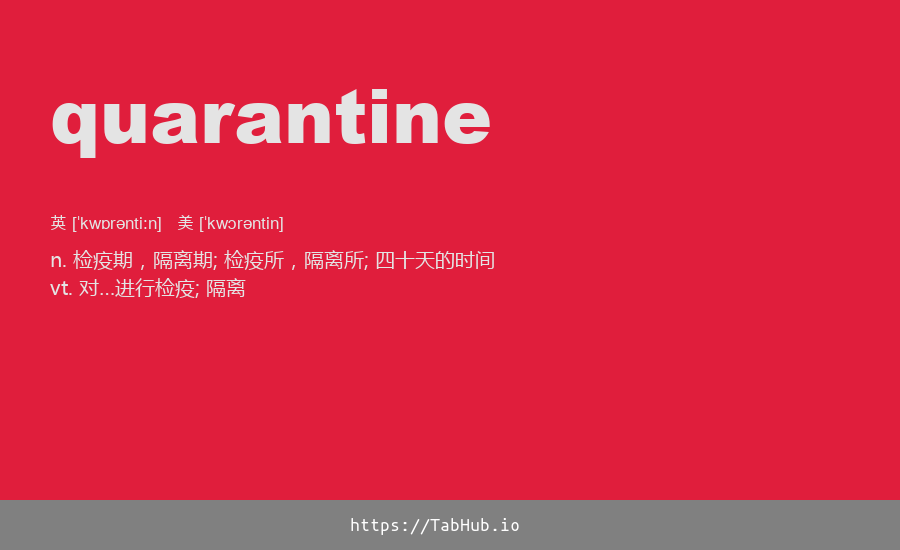 quarantine
英 [ˈkwɒrəntiːn] 美 [ˈkwɔrəntin]
n. 检疫期，隔离期; 检疫所，隔离所; 四十天的时间
vt. 对…进行检疫; 隔离
https://TabHub.io